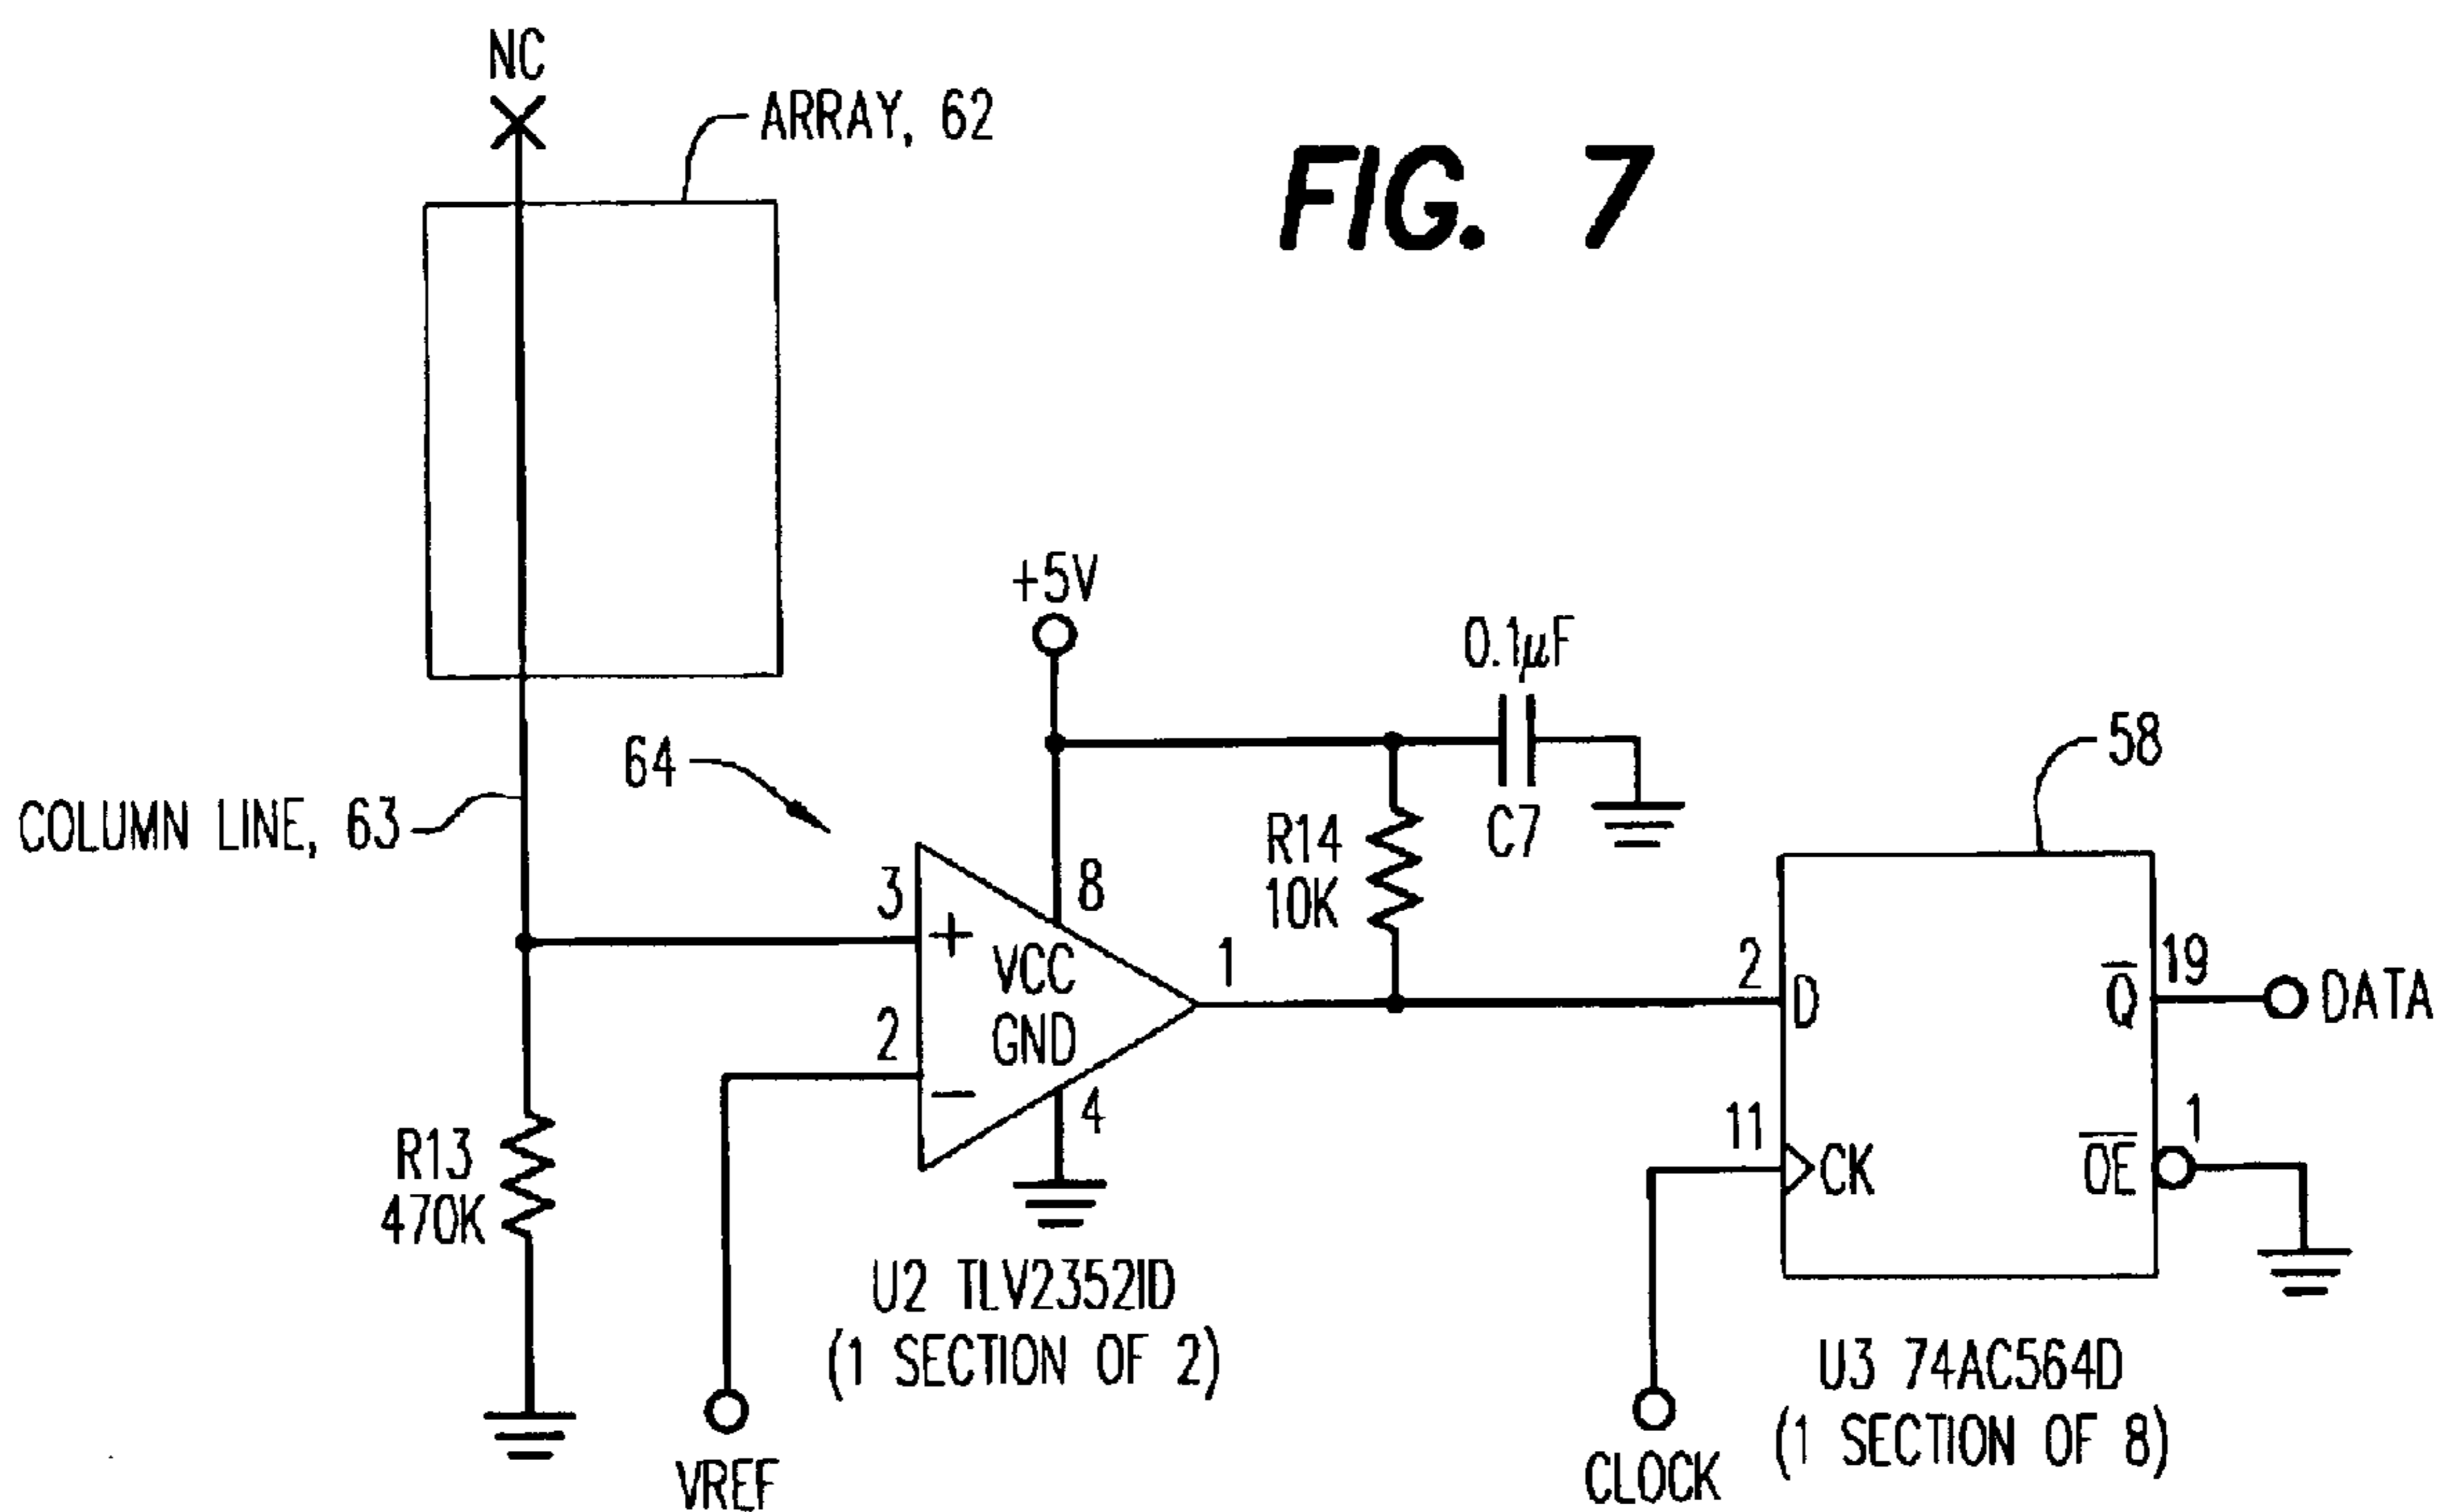 NC
ARRAY, 62
FIG. 7
+5V
0.1µF
64
58
COLUMN LINE, 63
C7
R14
10K
3
8
+
VCC
1
2
D
Q̅
19
DATA
2
GND
−
4
11
CK
O̅E̅
1
R13
470K
U2 TLV2352ID
(1 SECTION OF 2)
U3 74AC564D
(1 SECTION OF 8)
VREF
CLOCK